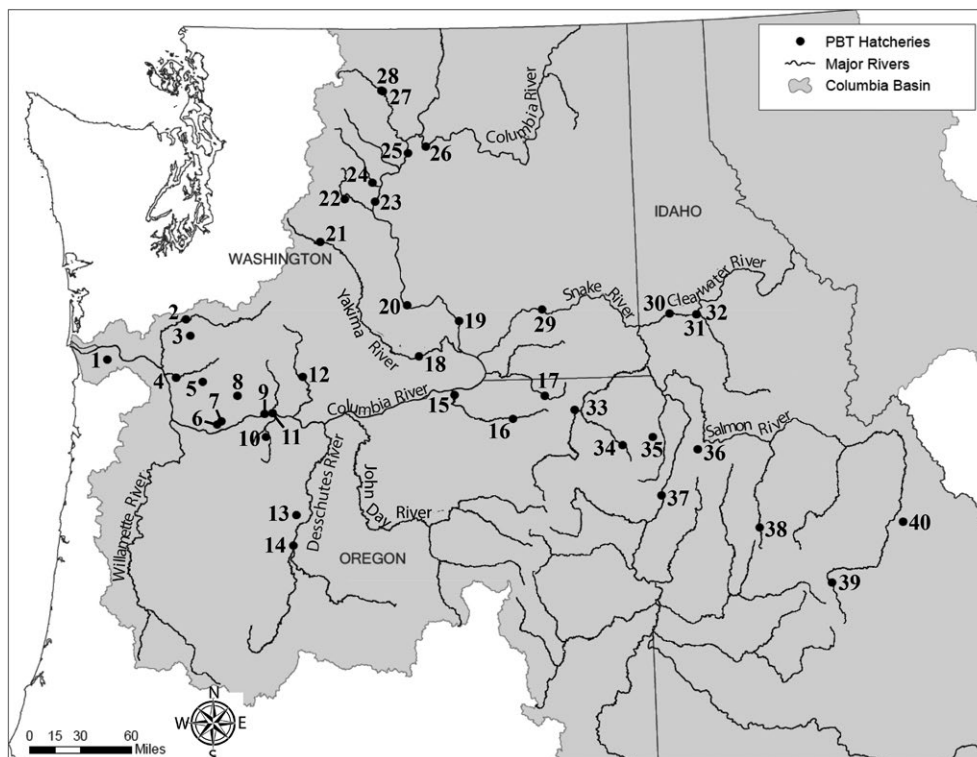 PBT Hatcheries
Major Rivers
Columbia Basin
28
27
Columbia River
26
25
24
22
23
IDAHO
21
WASHINGTON
Clearwater River
Snake River
20
30
32
29
31
2
19
3
Yakima River
1
18
4
5
12
8
17
Columbia River
15
33
7
9
6
11
16
Salmon River
10
34
35
36
37
13
Desschutes River
John Day River
40
38
14
Willamette River
OREGON
39
N
W
E
S
0 15 30 60
Miles